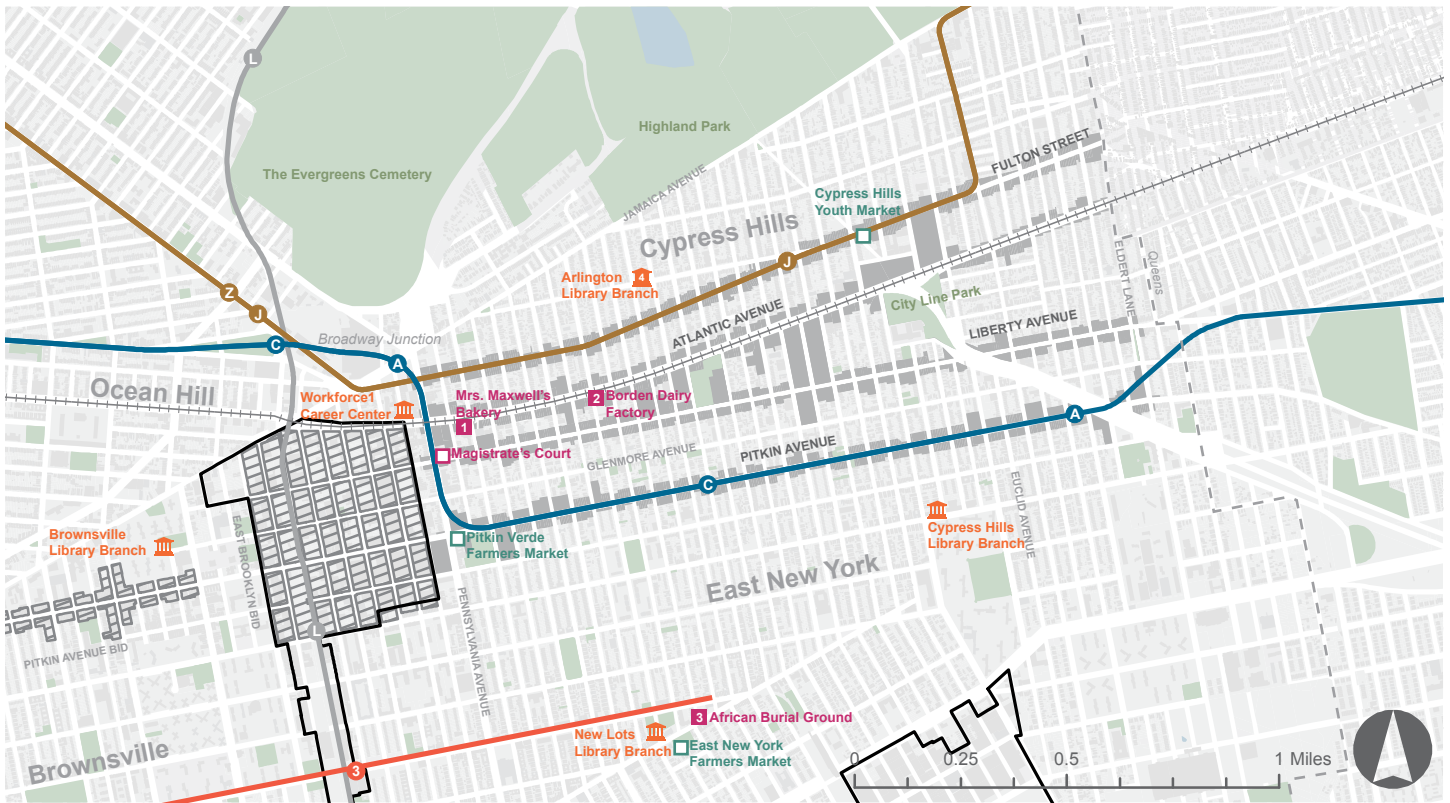 L
Highland Park
The Evergreens Cemetery
JAMAICA AVENUE
FULTON STREET
Cypress Hills
Youth Market
Cypress Hills
Arlington
Library Branch
4
J
City Line Park
ELDERT LANE
Queens
Z
J
ATLANTIC AVENUE
LIBERTY AVENUE
Broadway Junction
C
A
Ocean Hill
Workforce1
Career Center
Mrs. Maxwell's
Bakery
1
2
Borden Dairy
Factory
A
Magistrate's Court
GLENMORE AVENUE
PITKIN AVENUE
C
EUCLID AVENUE
Brownsville
Library Branch
EAST BROOKLYN BID
Pitkin Verde
Farmers Market
Cypress Hills
Library Branch
East New York
PENNSYLVANIA AVENUE
L
PITKIN AVENUE BID
3 African Burial Ground
New Lots
Library Branch
East New York
Farmers Market
Brownsville
3
0 0.25 0.5 1 Miles